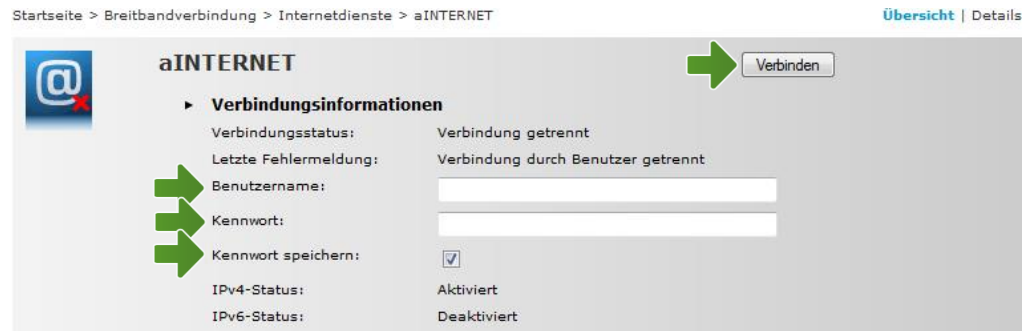 Startseite > Breitbandverbindung > Internetdienste > aINTERNET Übersicht | Details
aINTERNET Verbinden
Verbindungsinformationen
Verbindungsstatus: Verbindung getrennt
Letzte Fehlermeldung: Verbindung durch Benutzer getrennt
Benutzername:
Kennwort:
Kennwort speichern:
IPv4-Status: Aktiviert
IPv6-Status: Deaktiviert